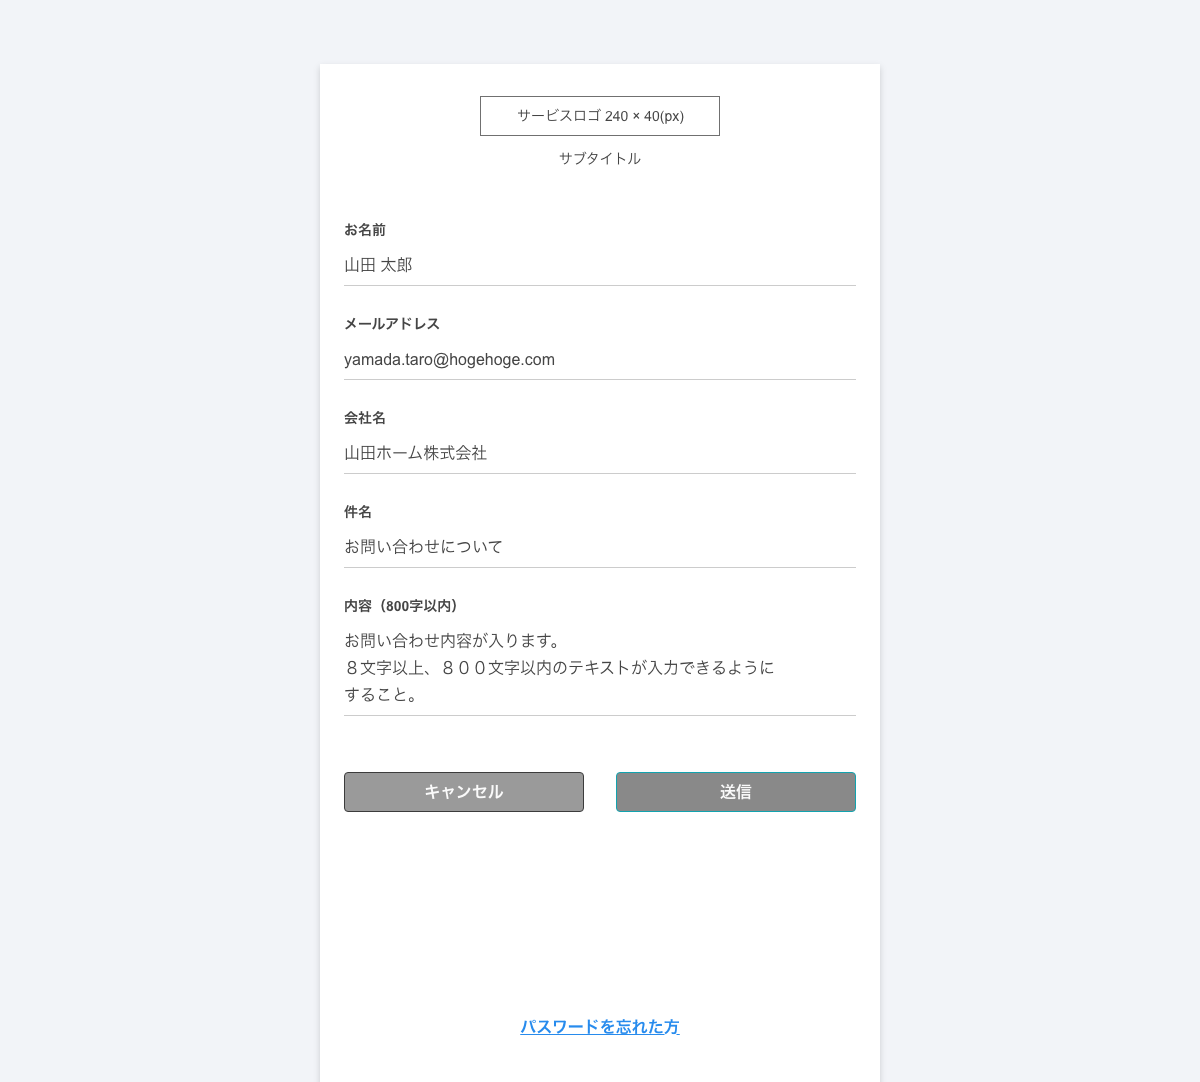 サービスロゴ 240 × 40(px)
サブタイトル
お名前
山田 太郎
メールアドレス
yamada.taro@hogehoge.com
会社名
山田ホーム株式会社
件名
お問い合わせについて
内容（800字以内）
お問い合わせ内容が入ります。
８文字以上、８００文字以内のテキストが入力できるように
すること。
キャンセル
送信
パスワードを忘れた方